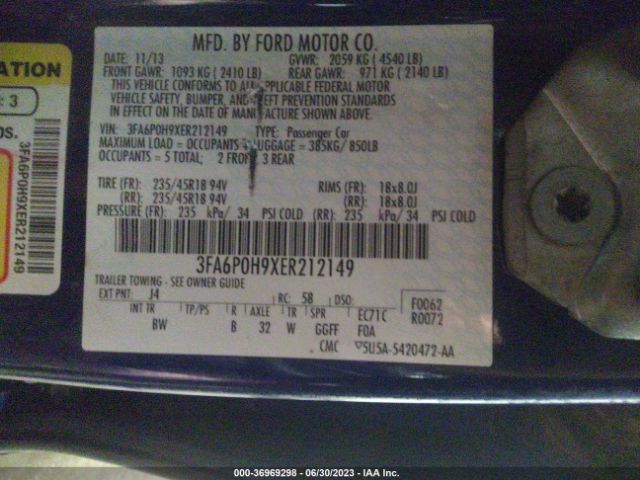 MFD. BY FORD MOTOR CO.
DATE: 11/13 GVWR: 2059 KG ( 4540 LB)
FRONT GAWR: 1093 KG ( 2410 LB) REAR GAWR: 971 KG ( 2140 LB)
THIS VEHICLE CONFORMS TO ALL APPLICABLE FEDERAL MOTOR
VEHICLE SAFETY, BUMPER, AND THEFT PREVENTION STANDARDS
IN EFFECT ON THE DATE OF MANUFACTURE SHOWN ABOVE.
VIN: 3FA6P0H9XER212149 TYPE: Passenger Car
MAXIMUM LOAD = OCCUPANTS LUGGAGE = 385KG/ 850LB
OCCUPANTS = 5 TOTAL; 2 FRONT 3 REAR
TIRE (FR): 235/45R18 94V RIMS (FR): 18x8.0J
(RR): 235/45R18 94V (RR): 18x8.0J
PRESSURE (FR): 235 kPa/ 34 PSI COLD (RR): 235 kPa/ 34 PSI COLD
3FA6P0H9XER212149
TRAILER TOWING - SEE OWNER GUIDE
EXT PNT: J4 RC: 58 DSO: F0062
INT TR TP/PS R AXLE TR SPR EC71C R0072
BW B 32 W GGFF FOA
CMC 5U5A-5420472-AA
ATION
: 3
DS.
3FA6P0H9XER212149
000-36969298 - 06/30/2023 - IAA Inc.